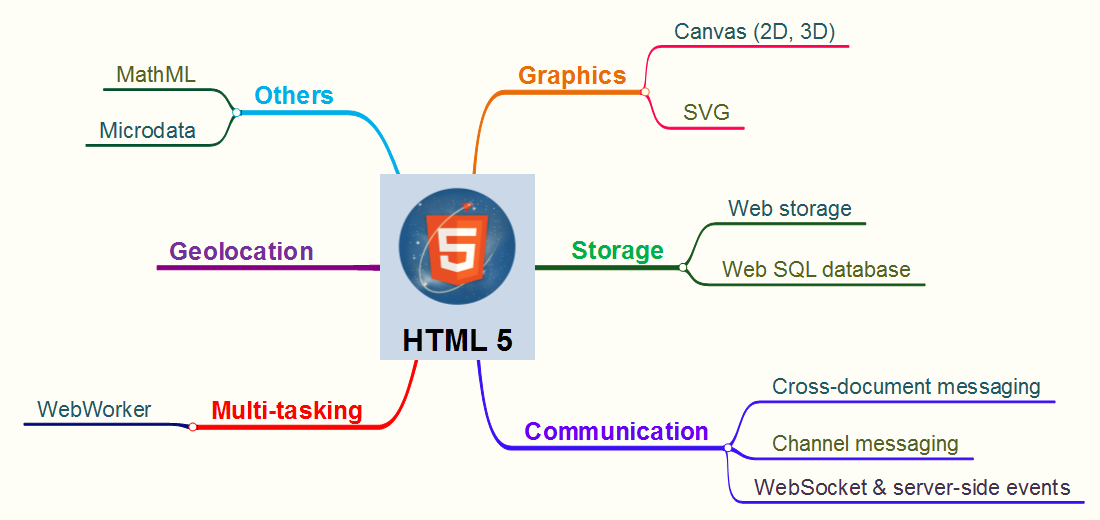 HTML 5
5
Graphics
Canvas (2D, 3D)
SVG
Storage
Web storage
Web SQL database
Communication
Cross-document messaging
Channel messaging
WebSocket & server-side events
Multi-tasking
WebWorker
Geolocation
Others
MathML
Microdata